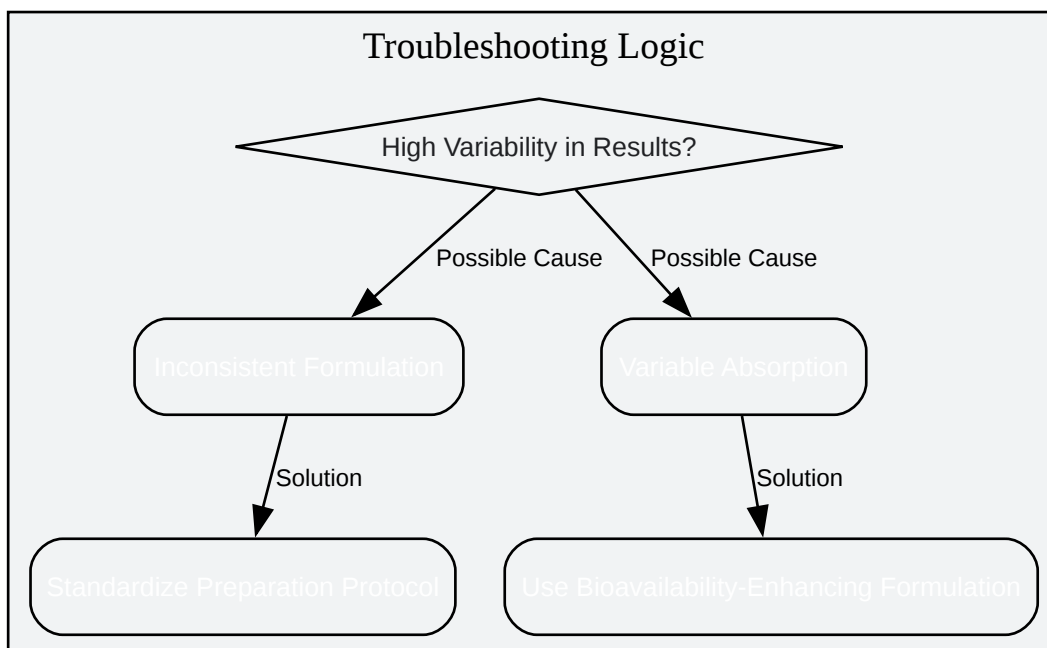 Troubleshooting Logic
High Variability in Results?
Possible Cause
Possible Cause
Inconsistent Formulation
Variable Absorption
Solution
Solution
Standardize Preparation Protocol
Use Bioavailability-Enhancing Formulation